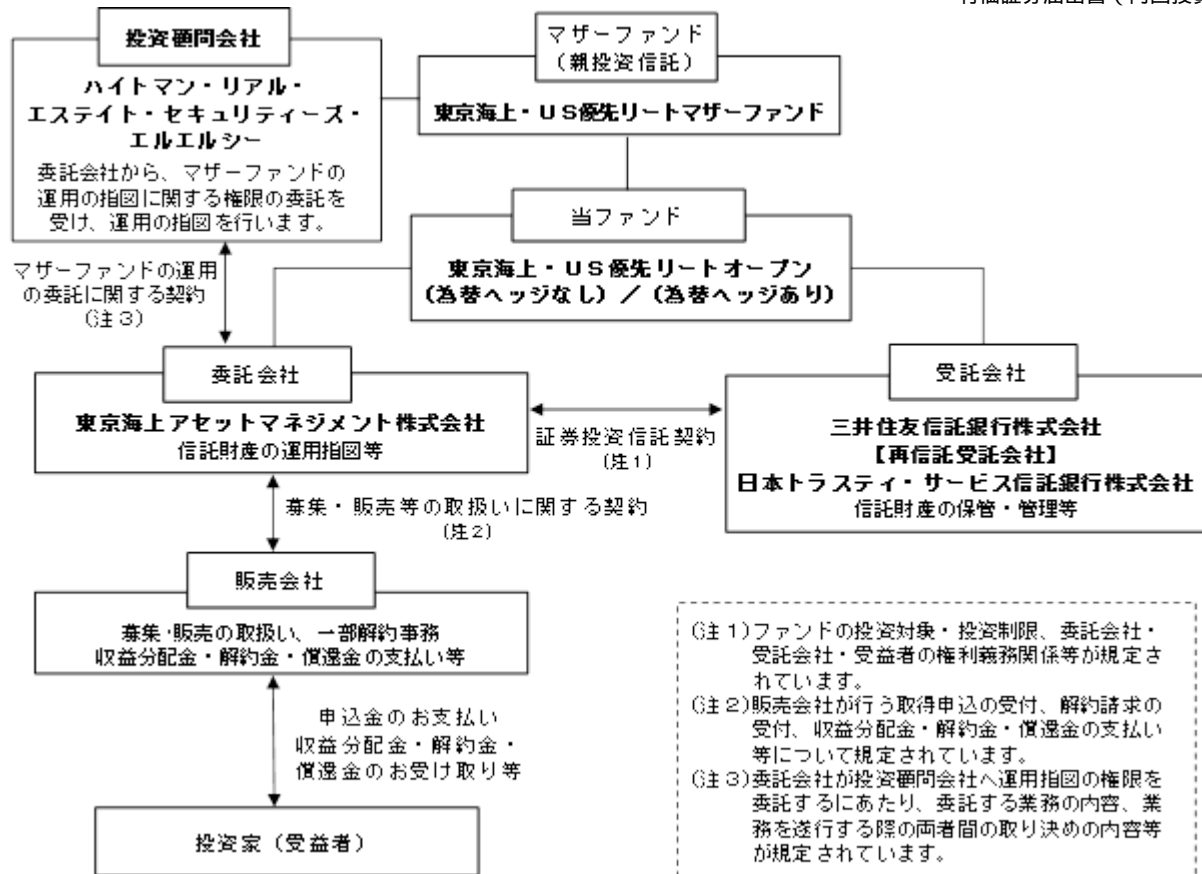 投資顧問会社
ハイトマン・リアル・
エステイト・セキュリティーズ・
エルエルシー
委託会社から、マザーファンドの
運用の指図に関する権限の委託を
受け、運用の指図を行います。
マザーファンド
（親投資信託）
東京海上・ＵＳ優先リートマザーファンド
当ファンド
東京海上・ＵＳ優先リートオープン
（為替ヘッジなし）／（為替ヘッジあり）
マザーファンドの運用
の委託に関する契約
（注３）
委託会社
東京海上アセットマネジメント株式会社
信託財産の運用指図等
証券投資信託契約
（注１）
受託会社
三井住友信託銀行株式会社
【再信託受託会社】
日本トラスティ・サービス信託銀行株式会社
信託財産の保管・管理等
募集・販売等の取扱いに関する契約
（注２）
販売会社
募集・販売の取扱い、一部解約事務
収益分配金・解約金・償還金の支払い等
申込金のお支払い
収益分配金・解約金・
償還金のお受け取り等
投資家（受益者）
（注１）ファンドの投資対象・投資制限、委託会社・
受託会社・受益者の権利義務関係等が規定さ
れています。
（注２）販売会社が行う取得申込の受付、解約請求の
受付、収益分配金・解約金・償還金の支払い
等について規定されています。
（注３）委託会社が投資顧問会社へ運用指図の権限を
委託するにあたり、委託する業務の内容、業
務を遂行する際の両者間の取り決めの内容等
が規定されています。